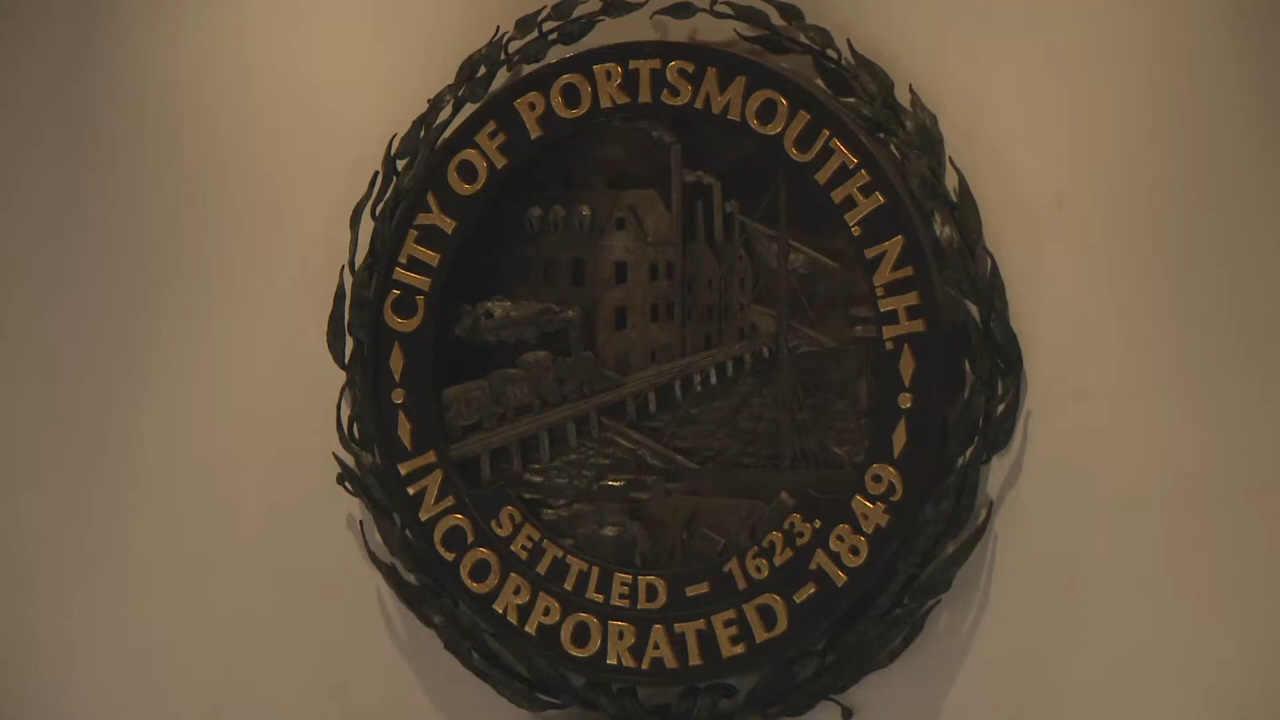 CITY OF PORTSMOUTH. N.H.
SETTLED – 1623.
INCORPORATED – 1849